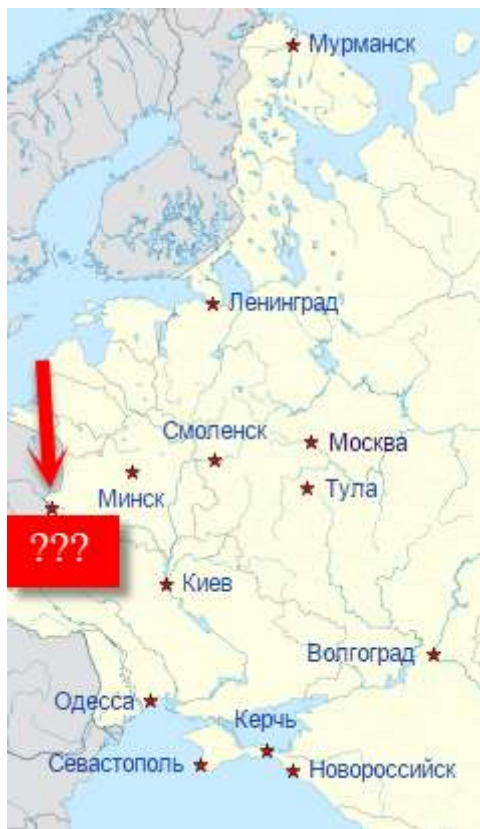 Мурманск
Ленинград
Смоленск
Москва
Минск
Тула
???
Киев
Волгоград
Одесса
Керчь
Севастополь
Новороссийск